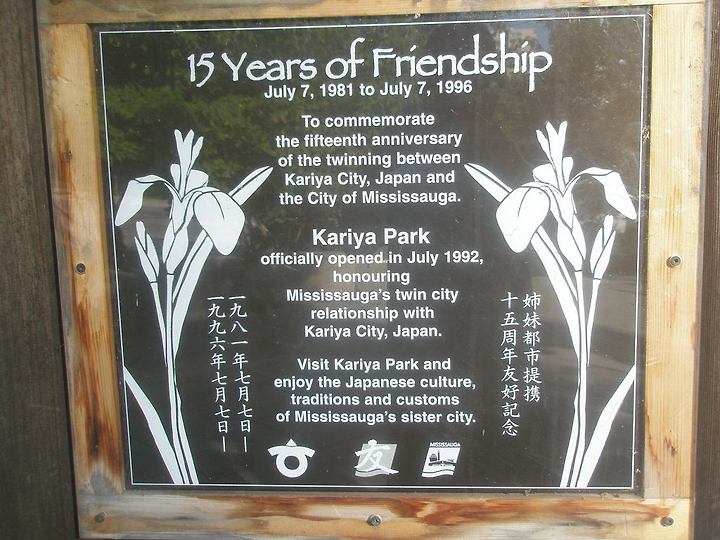 15 Years of Friendship
July 7, 1981 to July 7, 1996
To commemorate
the fifteenth anniversary
of the twinning between
Kariya City, Japan and
the City of Mississauga.
Kariya Park
officially opened in July 1992,
honouring
Mississauga's twin city
relationship with
Kariya City, Japan.
Visit Kariya Park and
enjoy the Japanese culture,
traditions and customs
of Mississauga's sister city.
姉妹都市提携
十五周年友好記念
一九八一年七月七日―
一九九六年七月七日―
友
MISSISSAUGA